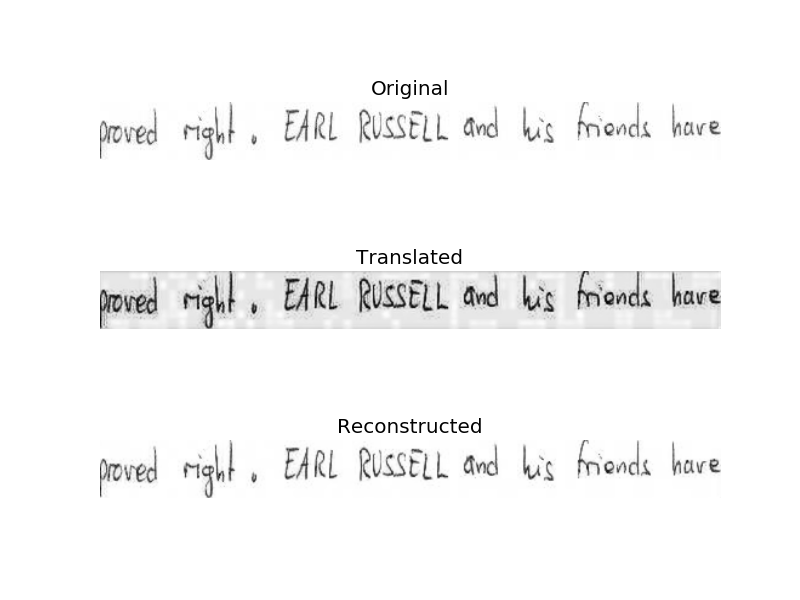 Original
proved right . EARL RUSSELL and his friends have
Translated
proved right . EARL RUSSELL and his friends have
Reconstructed
proved right . EARL RUSSELL and his friends have